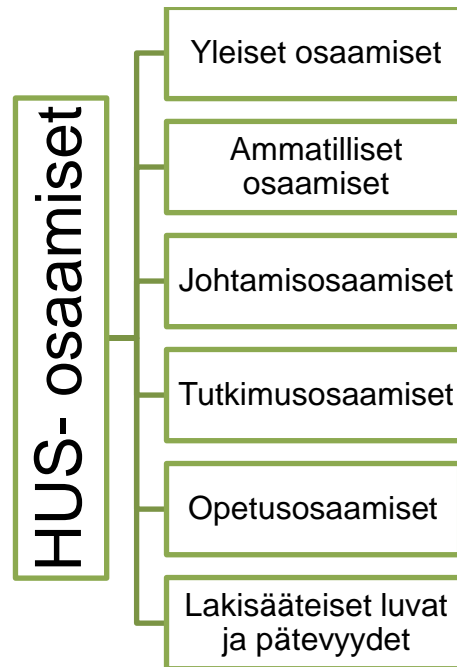 HUS- osaamiset
Yleiset osaamiset
Ammatilliset
osaamiset
Johtamisosaamiset
Tutkimusosaamiset
Opetusosaamiset
Lakisääteiset luvat
ja pätevyydet